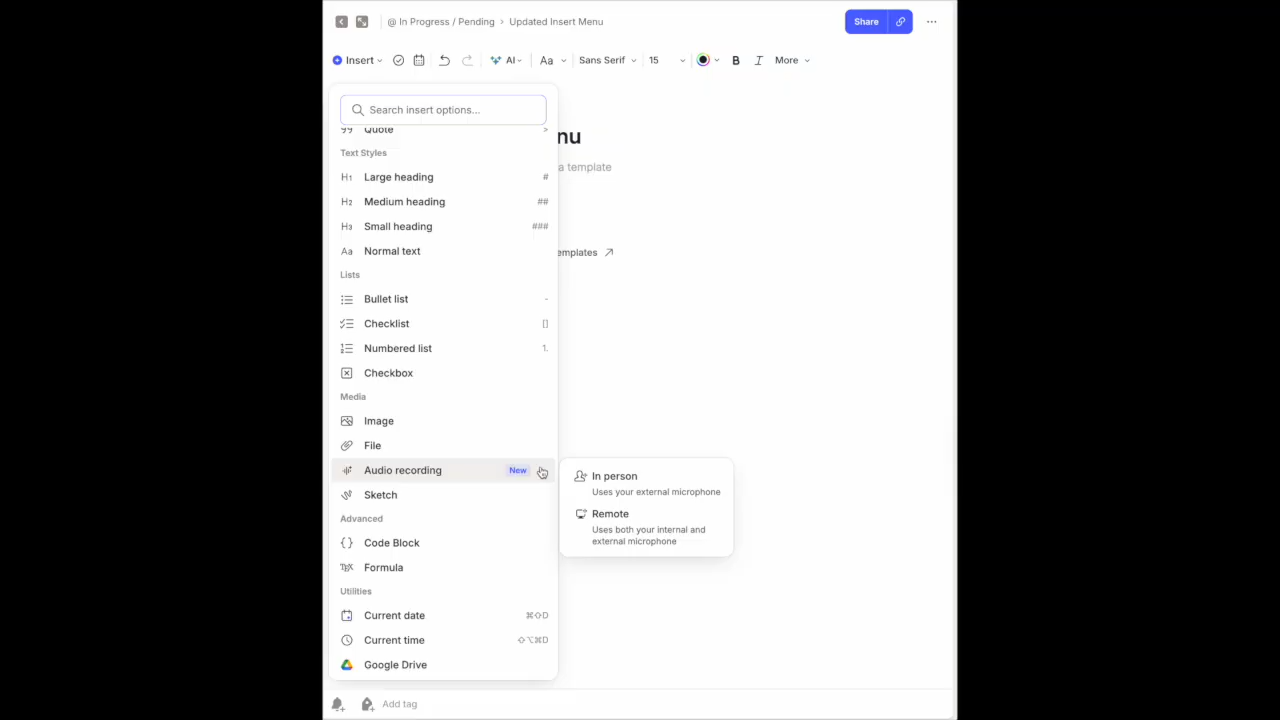 @ In Progress / Pending > Updated Insert Menu
Share
Insert
AI
Aa
Sans Serif
15
B
I
More
Search insert options...
Quote >
nu
Text Styles
a template
H1 Large heading #
H2 Medium heading ##
H3 Small heading ###
Aa Normal text
emplates
Lists
Bullet list -
Checklist []
Numbered list 1.
Checkbox
Media
Image
File
Audio recording New
In person
Uses your external microphone
Sketch
Remote
Uses both your internal and
external microphone
Advanced
{} Code Block
TEX Formula
Utilities
Current date ⌘⇧D
Current time ⇧⌥⌘D
Google Drive
Add tag